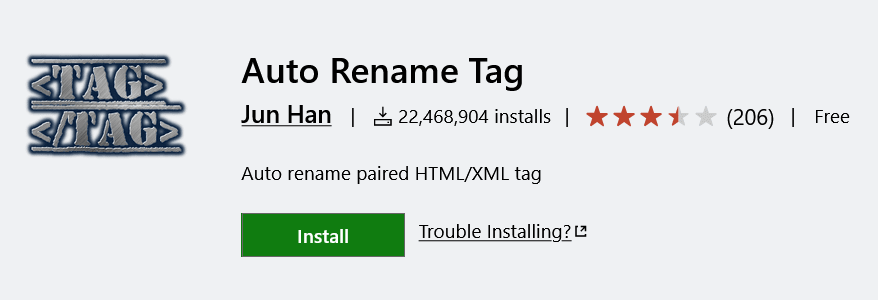 <TAG>
</TAG>
Auto Rename Tag
Jun Han | 22,468,904 installs | (206) | Free
Auto rename paired HTML/XML tag
Install Trouble Installing?